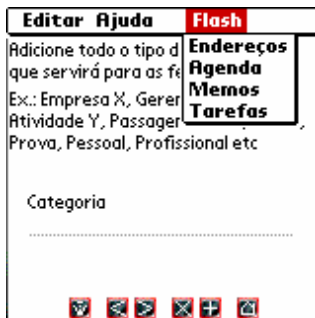 Editar Ajuda Flash
Endereços
Agenda
Memos
Tarefas
Adicione todo o tipo d
que servirá para as fe
Ex.: Empresa X, Geren
Atividade Y, Passager
Prova, Pessoal, Profissional etc
Categoria